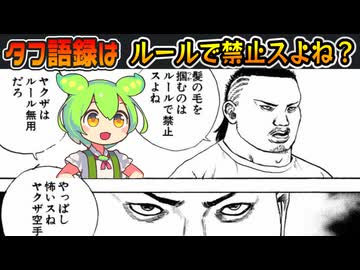 タフ語録は ルールで禁止スよね？
髪の毛を
掴むのは
ルールで禁止
スよね
ヤクザは
ルール無用
だろ
やっぱし
怖いスね
ヤクザ空手